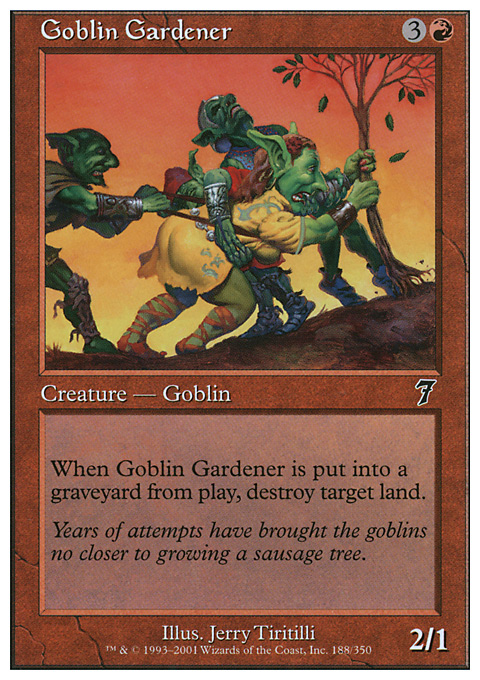 Goblin Gardener 3
Creature — Goblin 7
When Goblin Gardener is put into a
graveyard from play, destroy target land.
Years of attempts have brought the goblins
no closer to growing a sausage tree.
Illus. Jerry Tiritilli
™ & © 1993–2001 Wizards of the Coast, Inc. 188/350
2/1